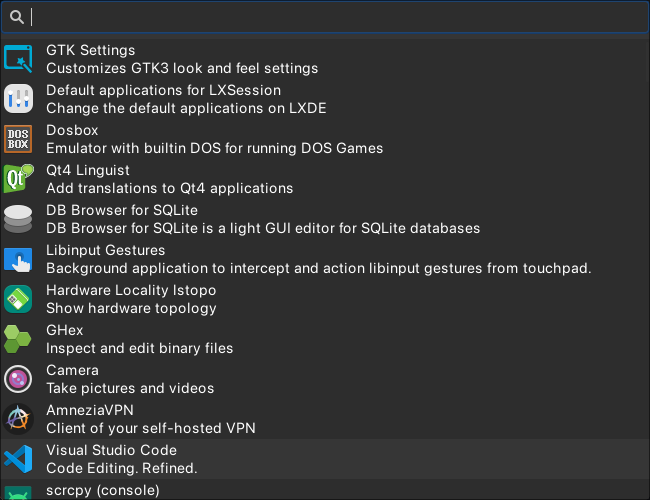 GTK Settings
Customizes GTK3 look and feel settings
Default applications for LXSession
Change the default applications on LXDE
DOS
BOX
Dosbox
Emulator with builtin DOS for running DOS Games
Qt
Qt4 Linguist
Add translations to Qt4 applications
DB Browser for SQLite
DB Browser for SQLite is a light GUI editor for SQLite databases
Libinput Gestures
Background application to intercept and action libinput gestures from touchpad.
Hardware Locality lstopo
Show hardware topology
GHex
Inspect and edit binary files
Camera
Take pictures and videos
AmneziaVPN
Client of your self-hosted VPN
Visual Studio Code
Code Editing. Refined.
scrcpy (console)